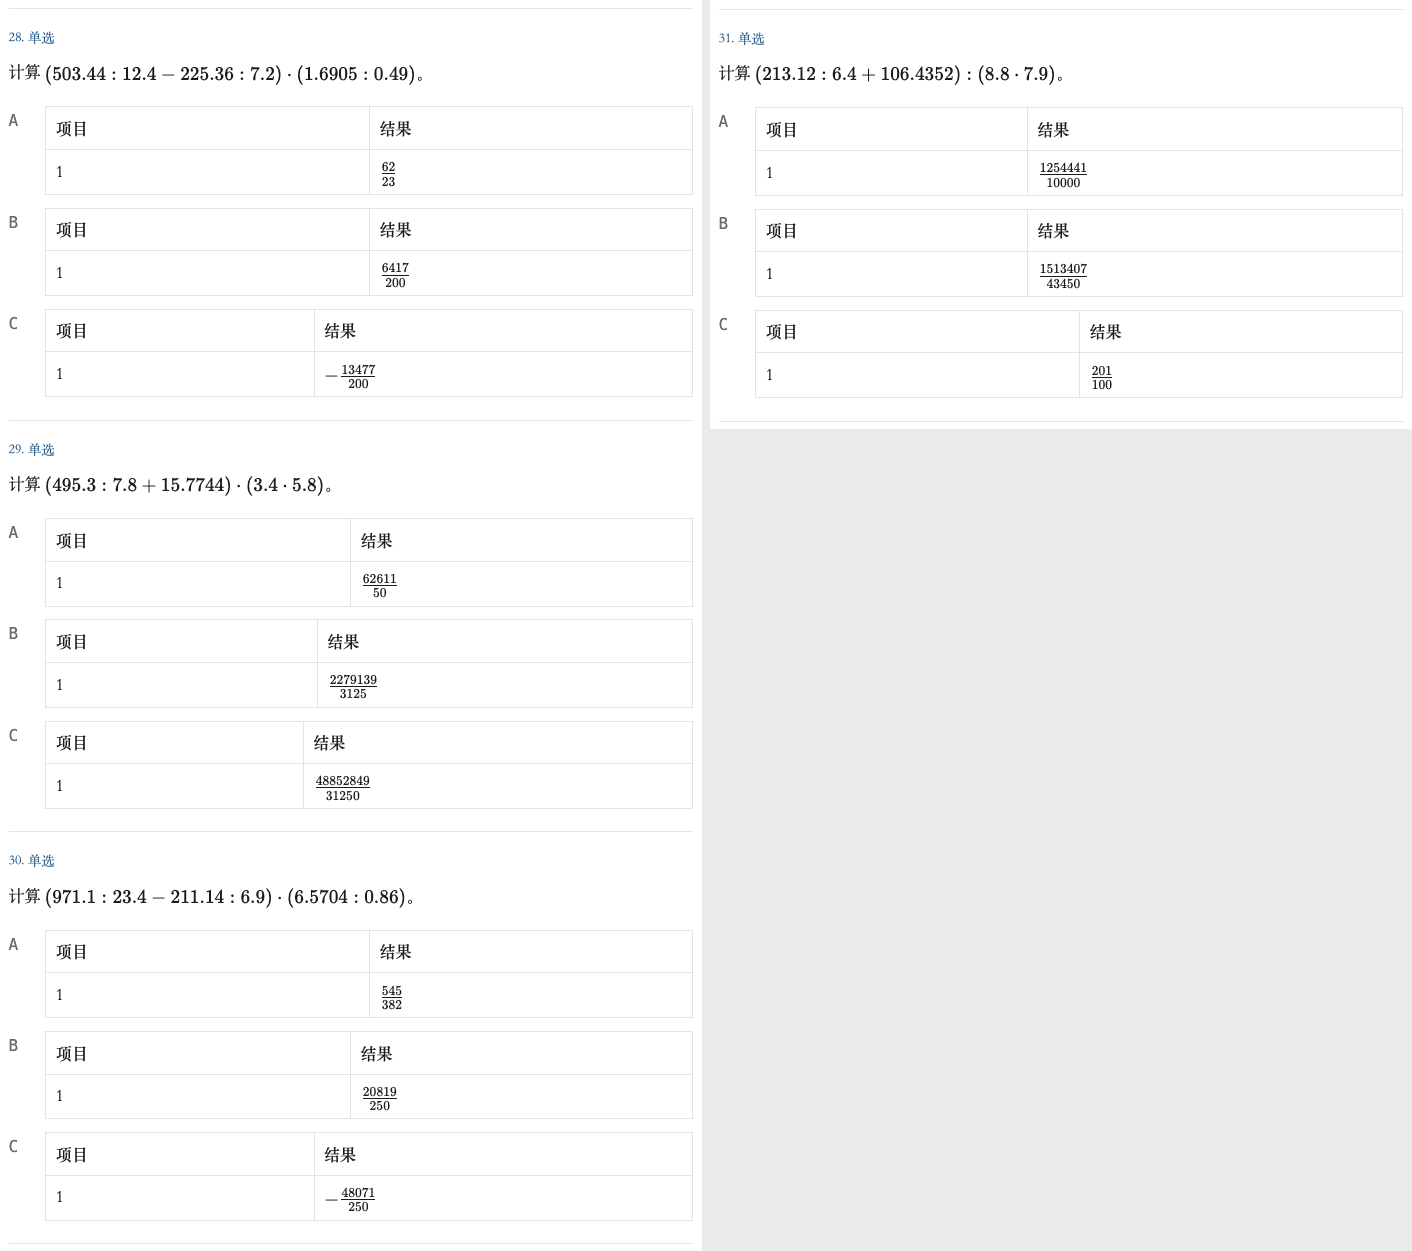 28. 单选
计算 (503.44 : 12.4 − 225.36 : 7.2) · (1.6905 : 0.49)。
A
项目 结果
1 62/23
B
项目 结果
1 6417/200
C
项目 结果
1 −13477/200
29. 单选
计算 (495.3 : 7.8 + 15.7744) · (3.4 · 5.8)。
A
项目 结果
1 62611/50
B
项目 结果
1 2279139/3125
C
项目 结果
1 48852849/31250
30. 单选
计算 (971.1 : 23.4 − 211.14 : 6.9) · (6.5704 : 0.86)。
A
项目 结果
1 545/382
B
项目 结果
1 20819/250
C
项目 结果
1 −48071/250
31. 单选
计算 (213.12 : 6.4 + 106.4352) : (8.8 · 7.9)。
A
项目 结果
1 1254441/10000
B
项目 结果
1 1513407/43450
C
项目 结果
1 201/100